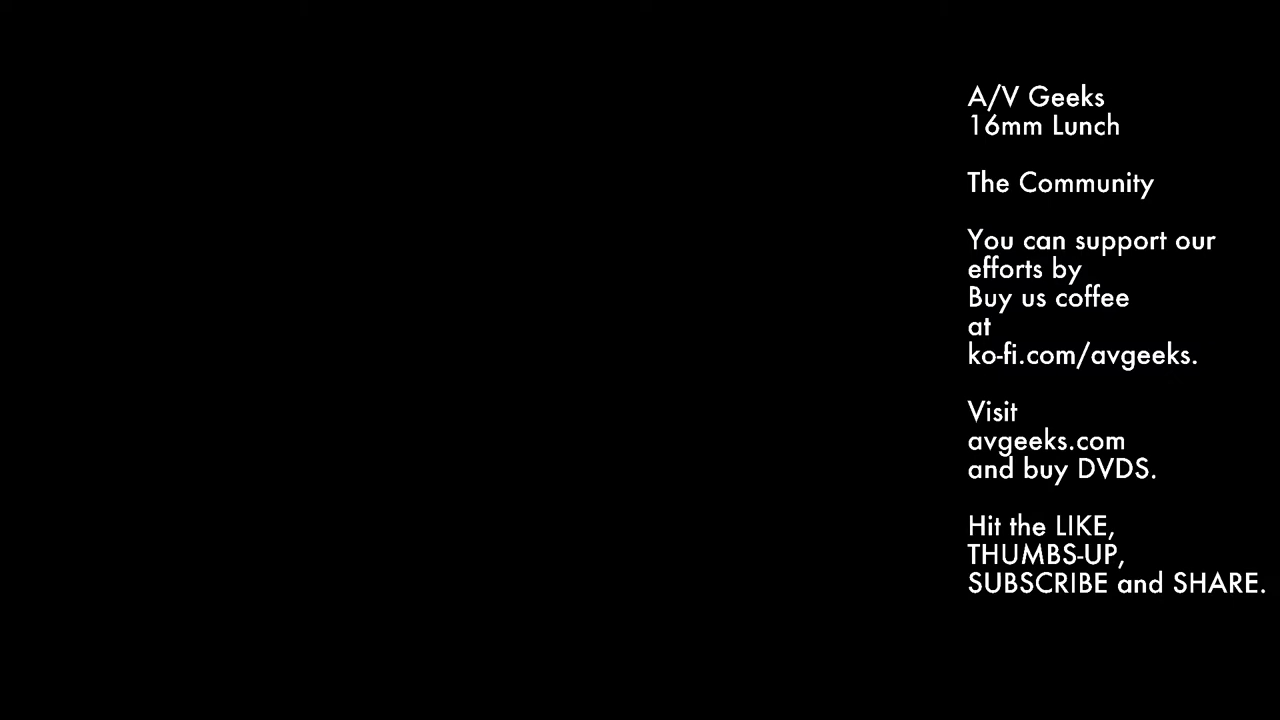 A/V Geeks
16mm Lunch
The Community
You can support our
efforts by
Buy us coffee
at
ko-fi.com/avgeeks.
Visit
avgeeks.com
and buy DVDS.
Hit the LIKE,
THUMBS-UP,
SUBSCRIBE and SHARE.